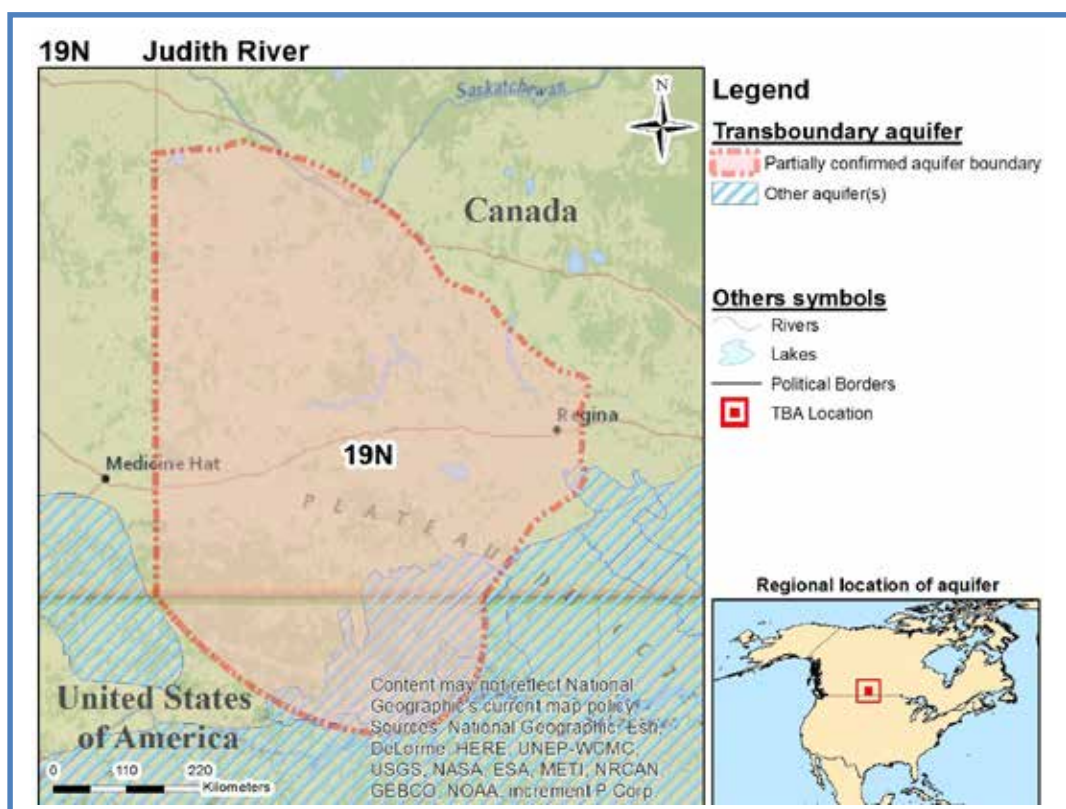 19N Judith River
Saskatchewan
N
Canada
Regina
Medicine Hat
19N
PLATEAU D
United States
of America
0 110 220
Kilometers
Content may not reflect National
Geographic's current map policy.
Sources: National Geographic, Esri,
DeLorme, HERE, UNEP-WCMC,
USGS, NASA, ESA, METI, NRCAN,
GEBCO, NOAA, increment P Corp.
Legend
Transboundary aquifer
Partially confirmed aquifer boundary
Other aquifer(s)
Others symbols
Rivers
Lakes
Political Borders
TBA Location
Regional location of aquifer